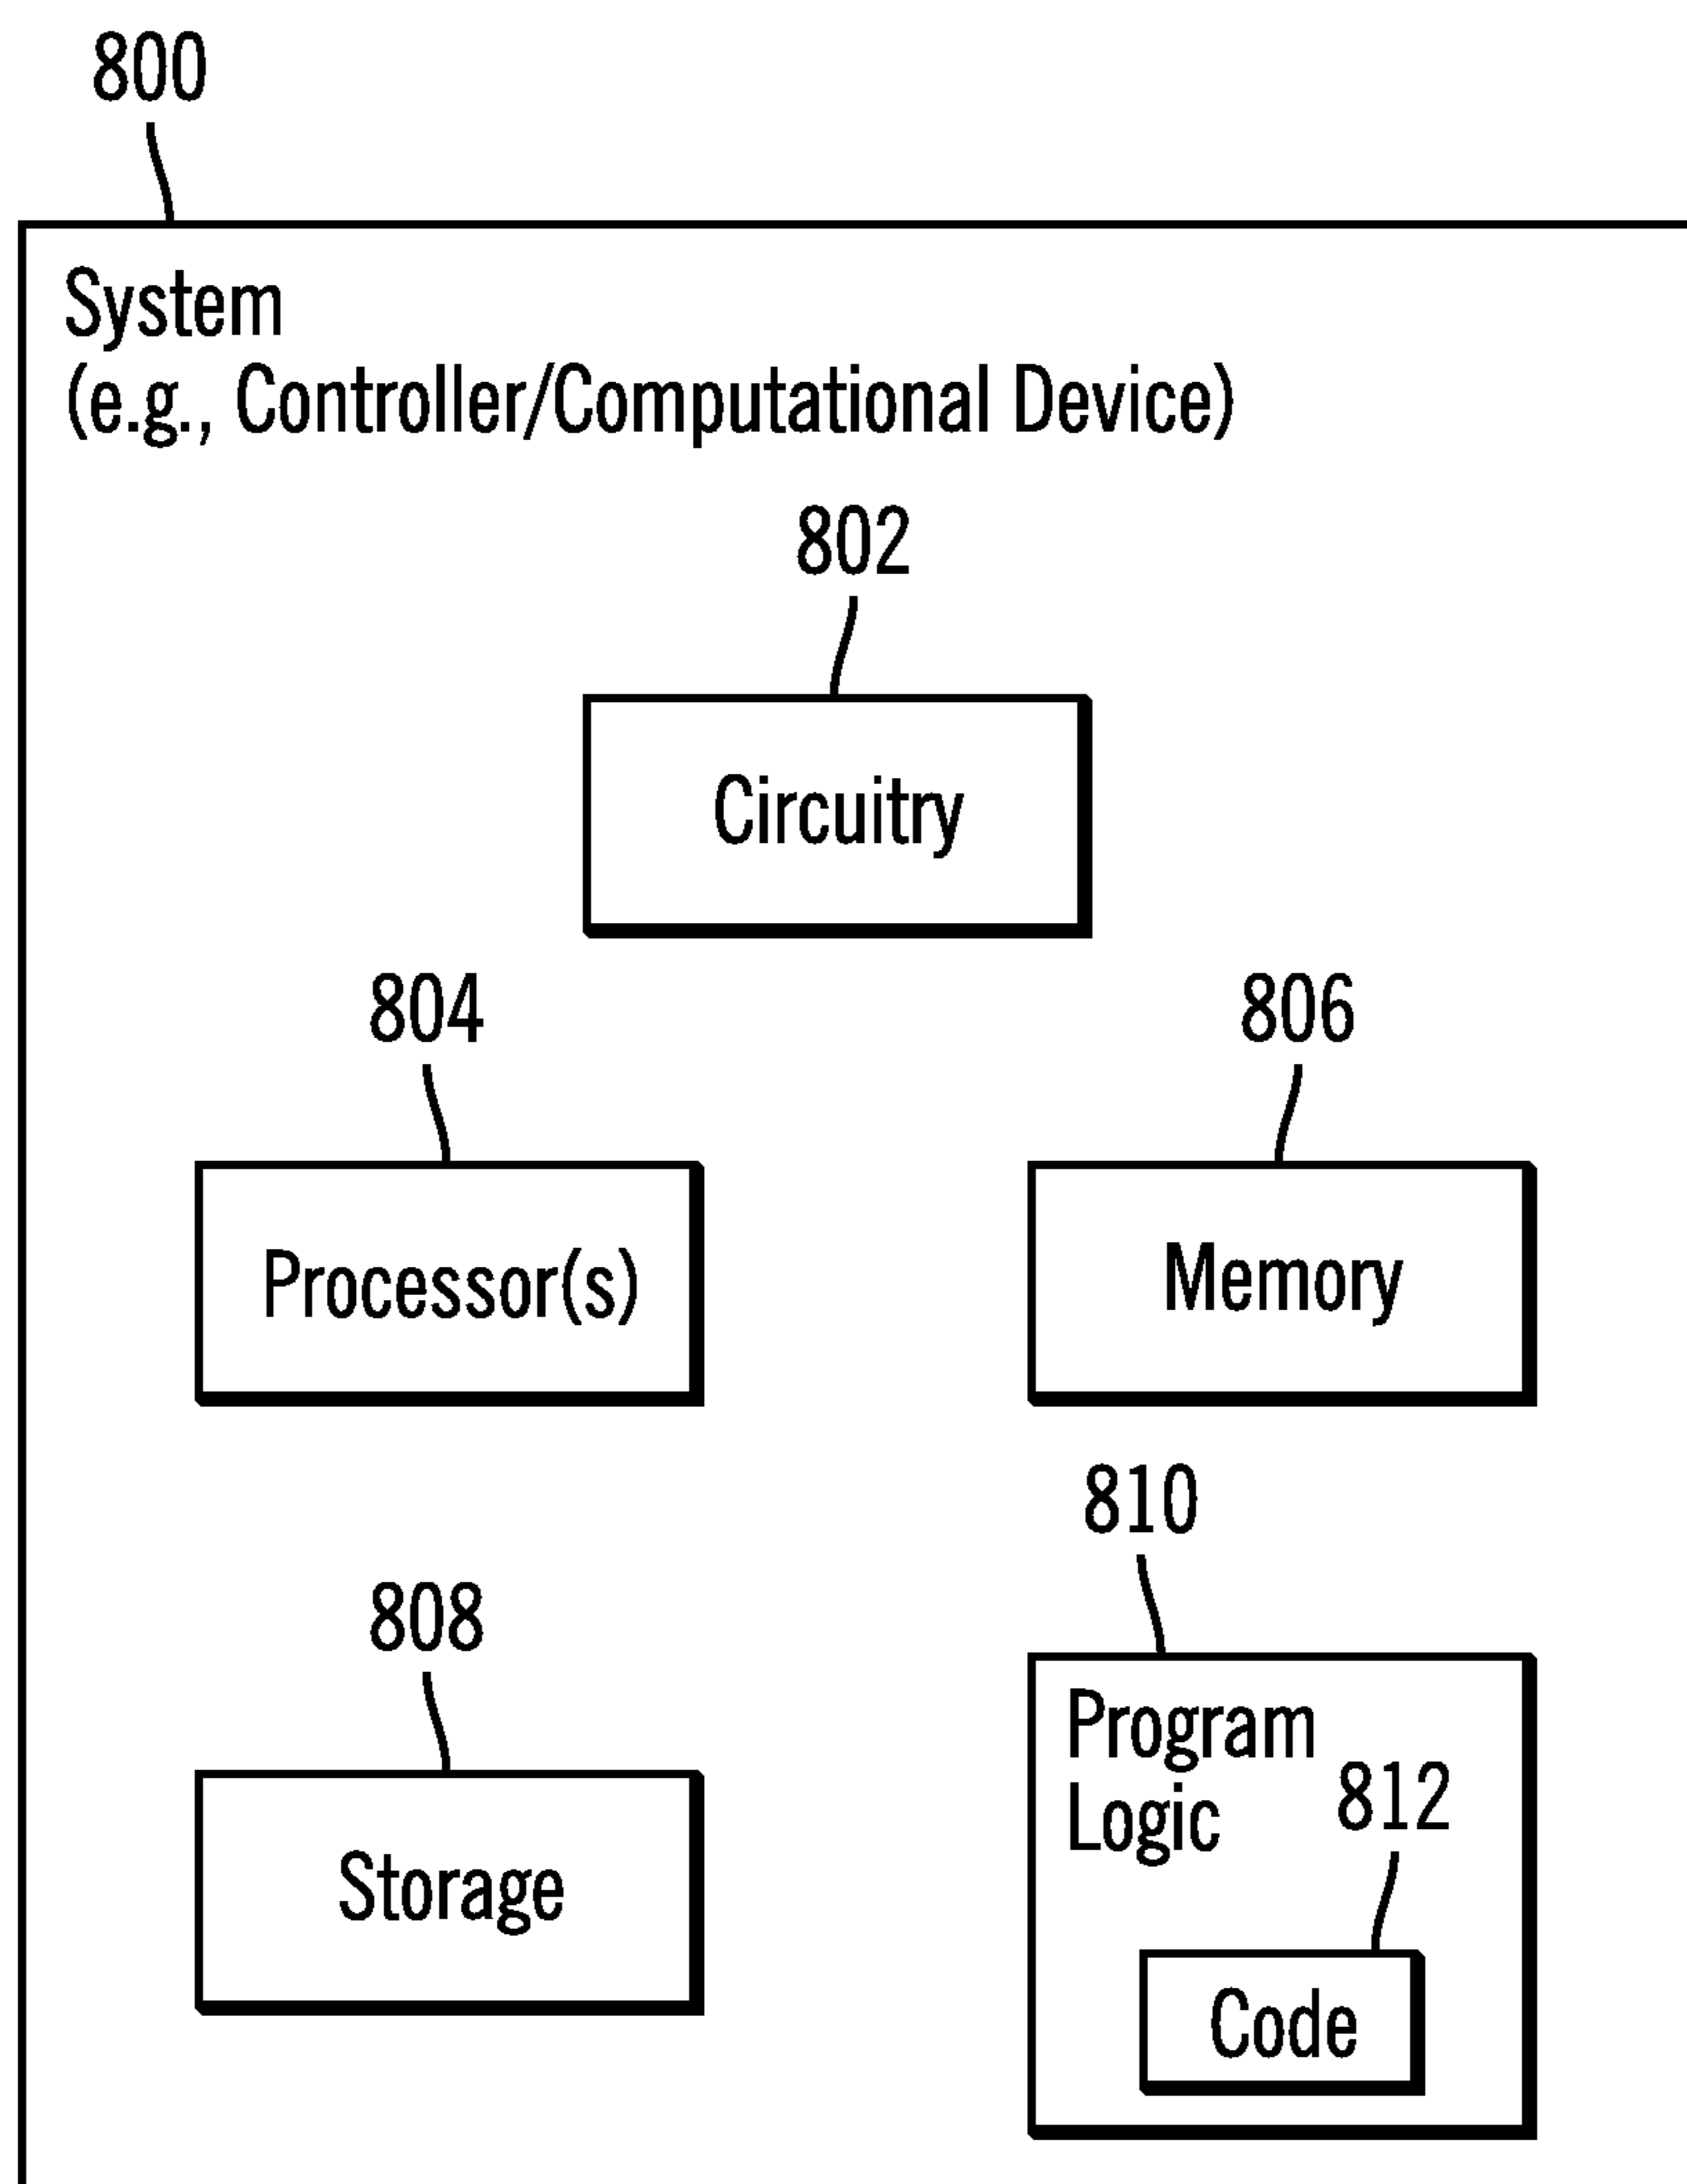 800
System
(e.g., Controller/Computational Device)
802
Circuitry
804
806
Processor(s)
Memory
810
808
Program
Logic
812
Storage
Code